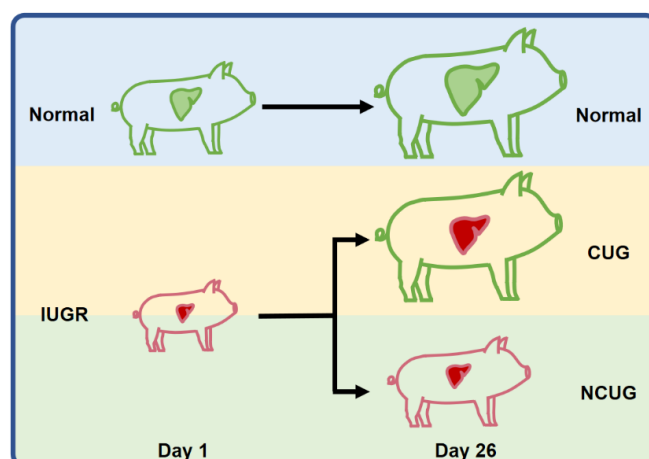 Normal
Normal
CUG
IUGR
NCUG
Day 1
Day 26